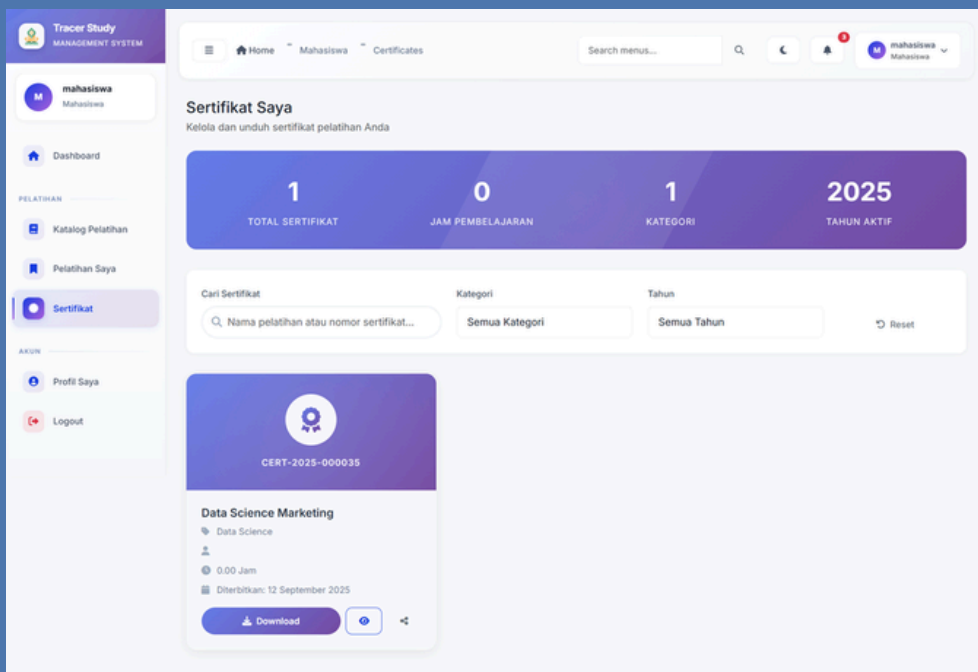 Tracer Study
MANAGEMENT SYSTEM
mahasiswa
M
Mahasiswa
Dashboard
PELATIHAN
Katalog Pelatihan
Pelatihan Saya
Sertifikat
AKUN
Profil Saya
Logout
Home Mahasiswa Certificates
Search menus...
3
M
mahasiswa
Mahasiswa
Sertifikat Saya
Kelola dan unduh sertifikat pelatihan Anda
1 0 1 2025
TOTAL SERTIFIKAT JAM PEMBELAJARAN KATEGORI TAHUN AKTIF
Cari Sertifikat Kategori Tahun
Nama pelatihan atau nomor sertifikat... Semua Kategori Semua Tahun Reset
CERT-2025-000035
Data Science Marketing
Data Science
0.00 Jam
Diterbitkan: 12 September 2025
Download